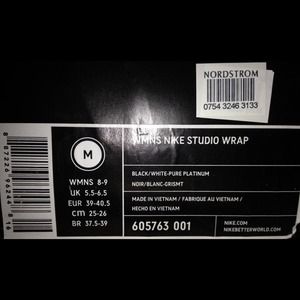 NORDSTROM
0754 3246 3133
WMNS NIKE STUDIO WRAP
M
WMNS 8-9
UK 5.5-6.5
EUR 39-40.5
cm 25-26
BR 37.5-39
BLACK/WHITE-PURE PLATINUM
NOIR/BLANC-GRISMT
MADE IN VIETNAM / FABRIQUE AU VIETNAM /
HECHO EN VIETNAM
605763 001
NIKE.COM
NIKEBETTERWORLD.COM